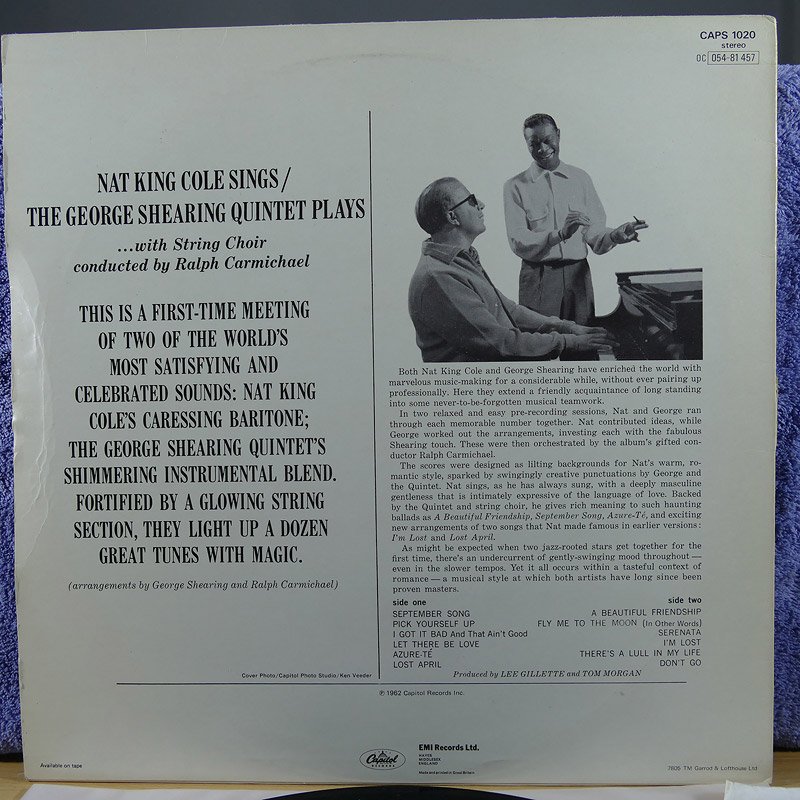 CAPS 1020
stereo
OC 054-81 457
NAT KING COLE SINGS/
THE GEORGE SHEARING QUINTET PLAYS
...with String Choir
conducted by Ralph Carmichael
THIS IS A FIRST-TIME MEETING
OF TWO OF THE WORLD'S
MOST SATISFYING AND
CELEBRATED SOUNDS: NAT KING
COLE'S CARESSING BARITONE;
THE GEORGE SHEARING QUINTET'S
SHIMMERING INSTRUMENTAL BLEND.
FORTIFIED BY A GLOWING STRING
SECTION, THEY LIGHT UP A DOZEN
GREAT TUNES WITH MAGIC.
(arrangements by George Shearing and Ralph Carmichael)
Cover Photo/Capitol Photo Studio/Ken Veeder
Both Nat King Cole and George Shearing have enriched the world with
marvelous music-making for a considerable while, without ever pairing up
professionally. Here they extend a friendly acquaintance of long standing
into some never-to-be-forgotten musical teamwork.
In two relaxed and easy pre-recording sessions, Nat and George ran
through each memorable number together. Nat contributed ideas, while
George worked out the arrangements, investing each with the fabulous
Shearing touch. These were then orchestrated by the album's gifted con-
ductor Ralph Carmichael.
The scores were designed as lilting backgrounds for Nat's warm, ro-
mantic style, sparked by swingingly creative punctuations by George and
the Quintet. Nat sings, as he has always sung, with a deeply masculine
gentleness that is intimately expressive of the language of love. Backed
by the Quintet and string choir, he gives rich meaning to such haunting
ballads as A Beautiful Friendship, September Song, Azure-Té, and exciting
new arrangements of two songs that Nat made famous in earlier versions:
I'm Lost and Lost April.
As might be expected when two jazz-rooted stars get together for the
first time, there's an undercurrent of gently-swinging mood throughout—
even in the slower tempos. Yet it all occurs within a tasteful context of
romance—a musical style at which both artists have long since been
proven masters.
side one
SEPTEMBER SONG
PICK YOURSELF UP
I GOT IT BAD And That Ain't Good
LET THERE BE LOVE
AZURE-TÉ
LOST APRIL
side two
A BEAUTIFUL FRIENDSHIP
FLY ME TO THE MOON (In Other Words)
SERENATA
I'M LOST
THERE'S A LULL IN MY LIFE
DON'T GO
Produced by LEE GILLETTE and TOM MORGAN
℗ 1962 Capitol Records Inc.
Available on tape
Capitol
RECORDS
EMI Records Ltd.
HAYES
MIDDLESEX
ENGLAND
Made and printed in Great Britain
7805 TM Garrod & Lofthouse Ltd